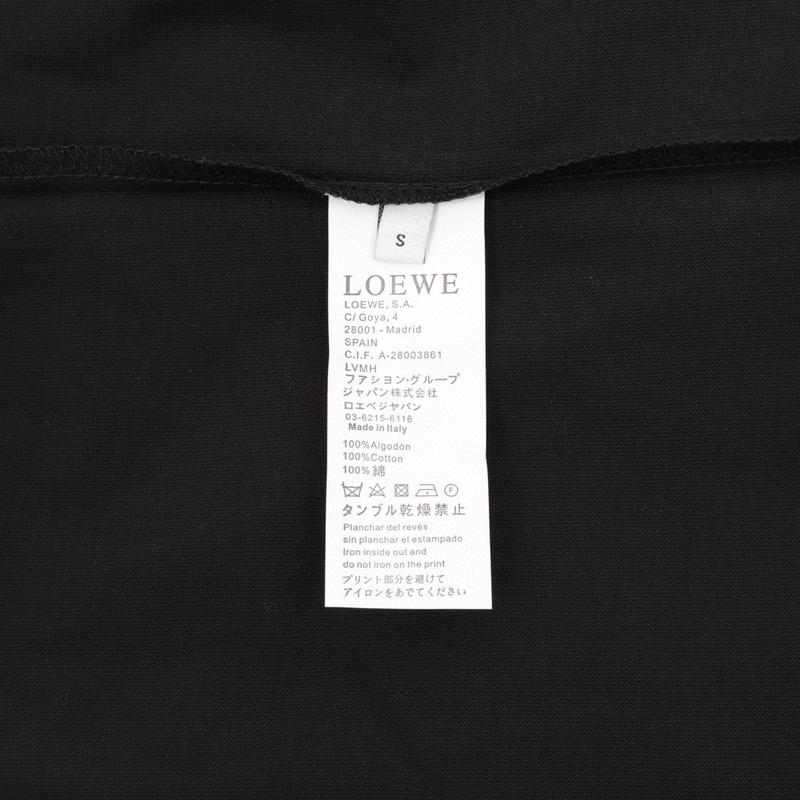 S
LOEWE
LOEWE, S.A.
C/ Goya, 4
28001 - Madrid
SPAIN
C.I.F. A-28003861
LVMH
ファション・グループ
ジャパン株式会社
ロエベジャパン
03-6215-6116
Made in Italy
100%Algodón
100%Cotton
100%綿
F
タンブル乾燥禁止
Planchar del revés
sin planchar el estampado
Iron inside out and
do not iron on the print
プリント部分を避けて
アイロンをあでてください